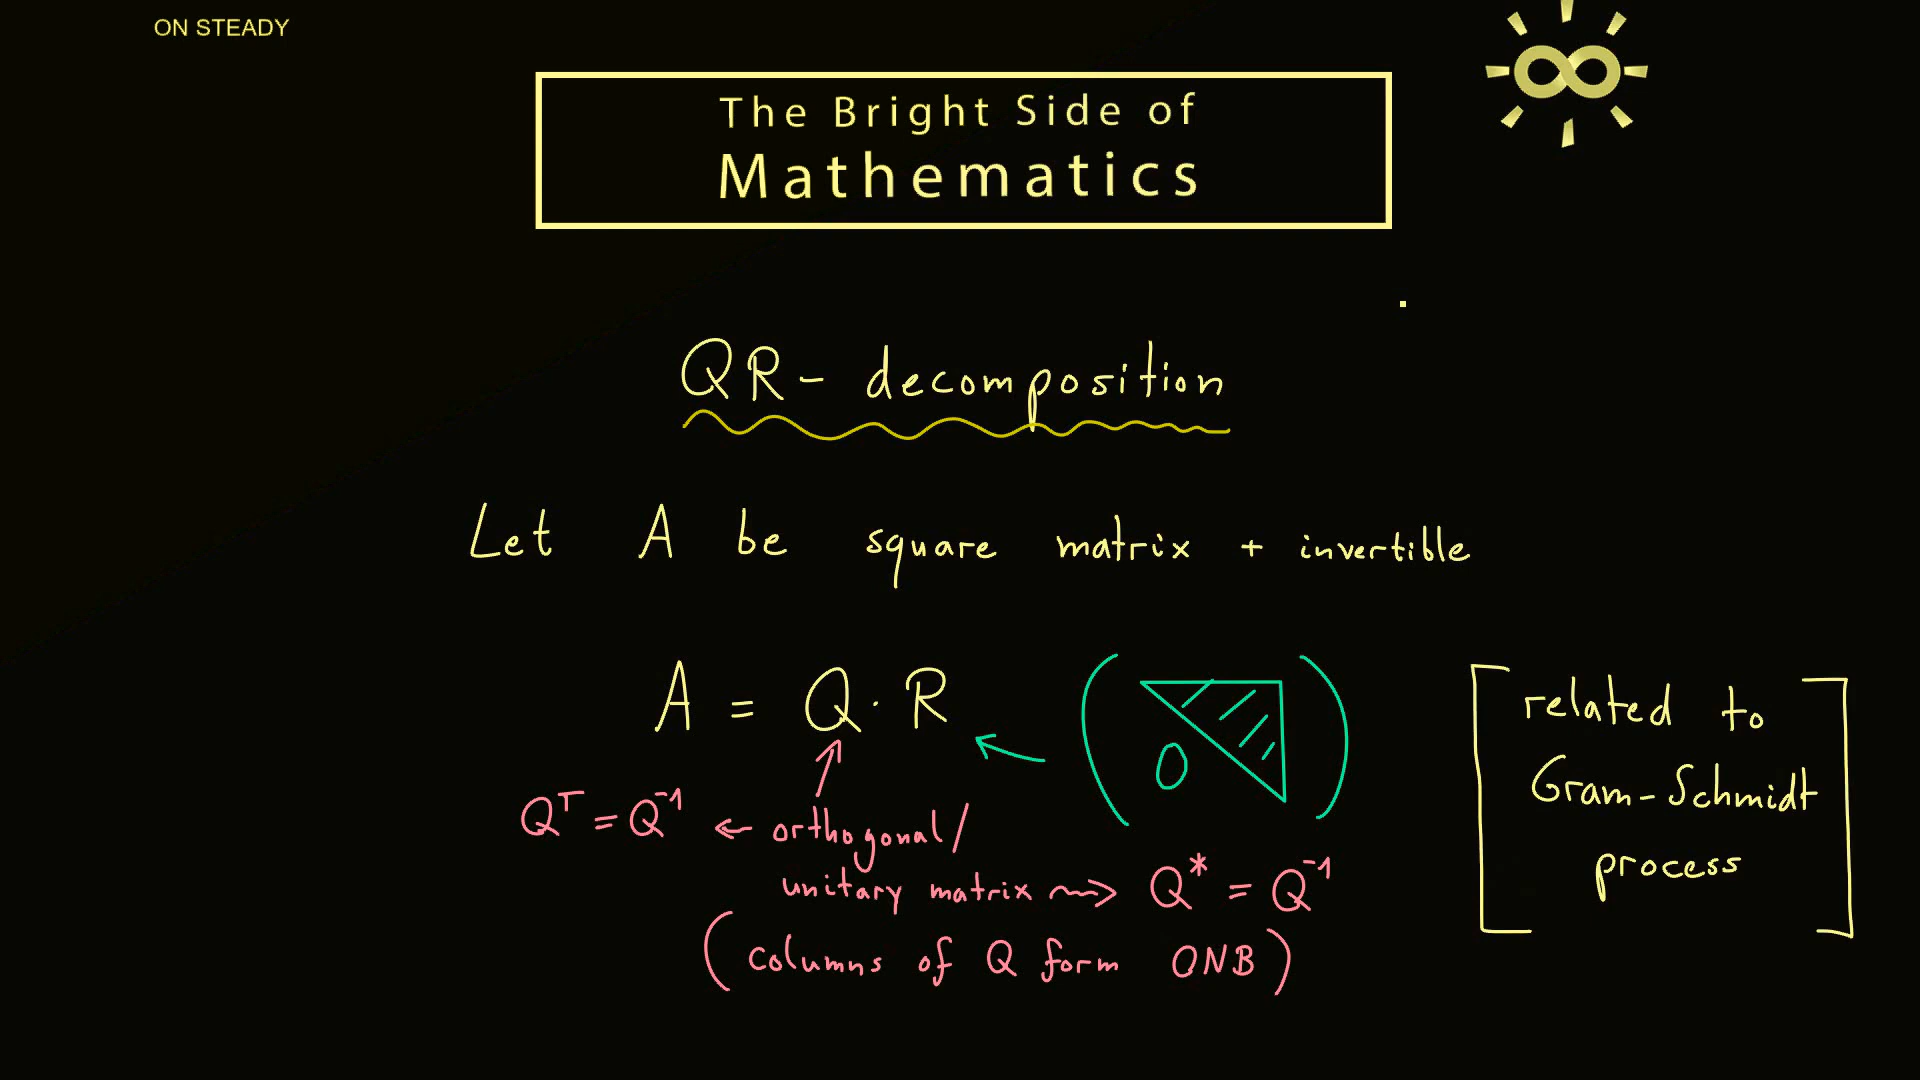 ON STEADY
The Bright Side of
Mathematics
QR- decomposition
Let A be square matrix + invertible
A = Q · R
0
Qᵀ = Q⁻¹ ← orthogonal/
unitary matrix ⇝ Q* = Q⁻¹
(columns of Q form ONB)
[related to
Gram-Schmidt
process]